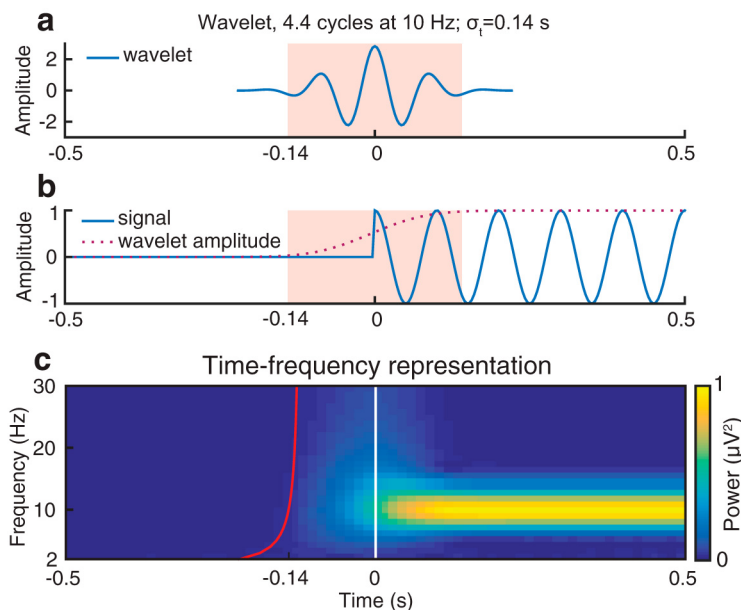 a
Wavelet, 4.4 cycles at 10 Hz; σt=0.14 s
wavelet
Amplitude
2
0
-2
-0.5
-0.14
0
0.5
b
signal
wavelet amplitude
Amplitude
1
0
-1
-0.5
-0.14
0
0.5
c
Time-frequency representation
Frequency (Hz)
30
20
10
2
-0.5
-0.14
0
0.5
Time (s)
1
0
Power (μV²)